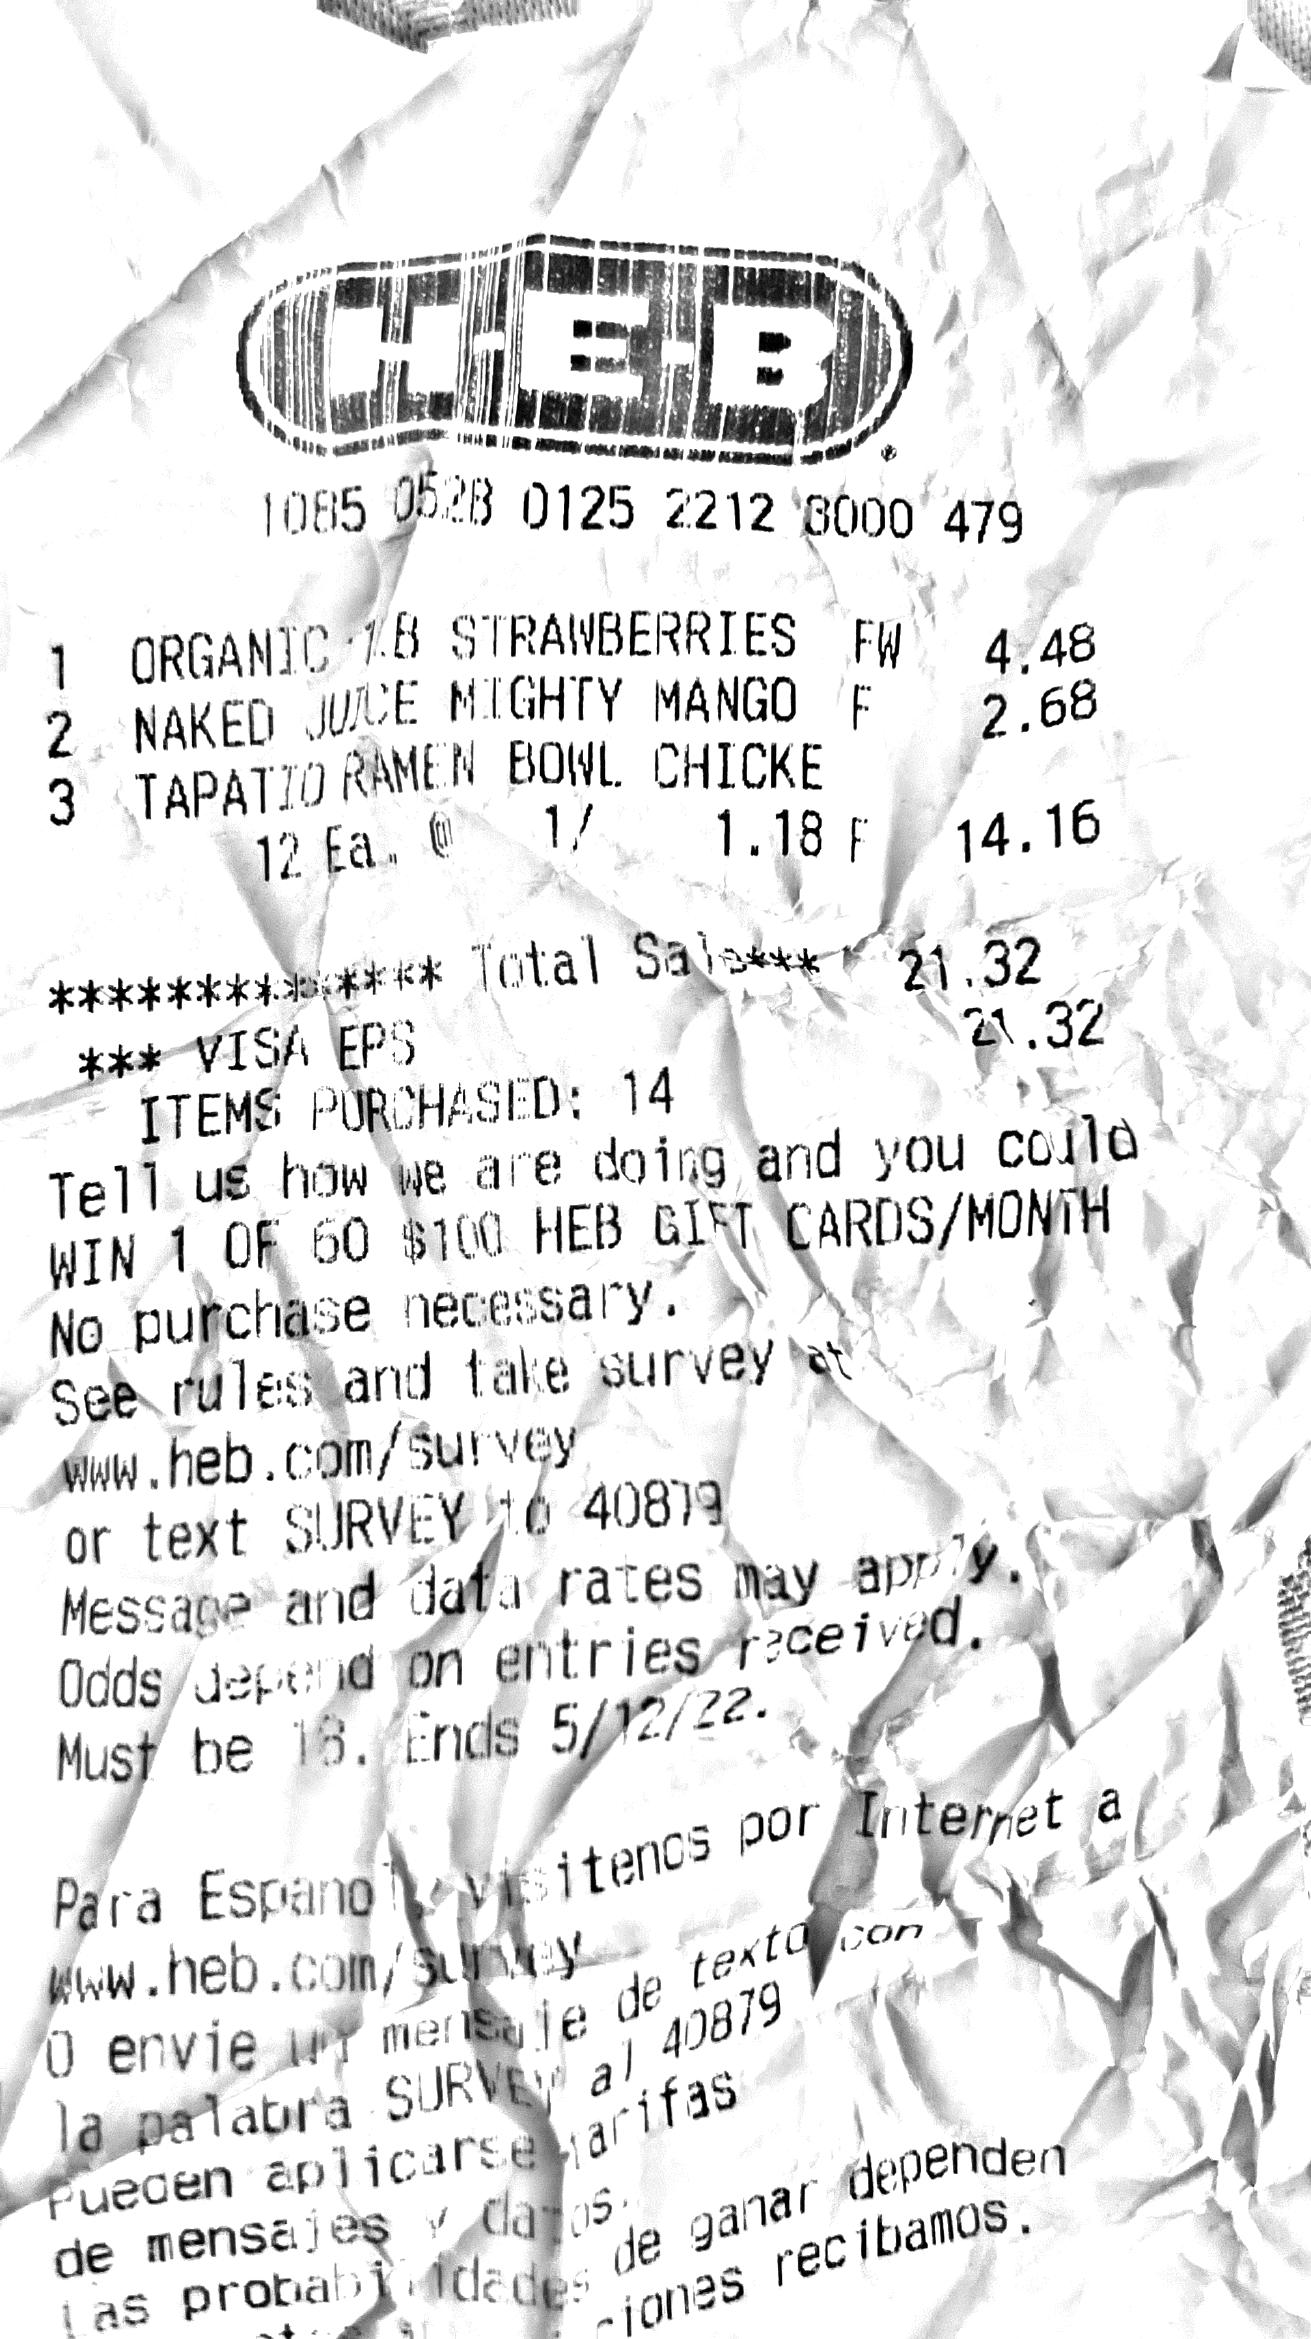 H-E-B
1085 0528 0125 2212 3000 479
1 ORGANIC 1LB STRAWBERRIES FW 4.48
2 NAKED JUICE MIGHTY MANGO F 2.68
3 TAPATIO RAMEN BOWL CHICKE
12 Ea. @ 1/ 1.18 F 14.16
************** Total Sale*** 21.32
*** VISA EPS 21.32
ITEMS PURCHASED: 14
Tell us how we are doing and you could
WIN 1 OF 60 $100 HEB GIFT CARDS/MONTH
No purchase necessary.
See rules and take survey at
www.heb.com/survey
or text SURVEY to 40879
Message and data rates may apply.
Odds depend on entries received.
Must be 18. Ends 5/12/22.
Para Espanol, visitenos por Internet a
www.heb.com/survey
O envie un mensaje de texto con
la palabra SURVEY al 40879
Pueden aplicarse tarifas
de mensajes y datos.
Las probabilidades de ganar dependen
recibamos.